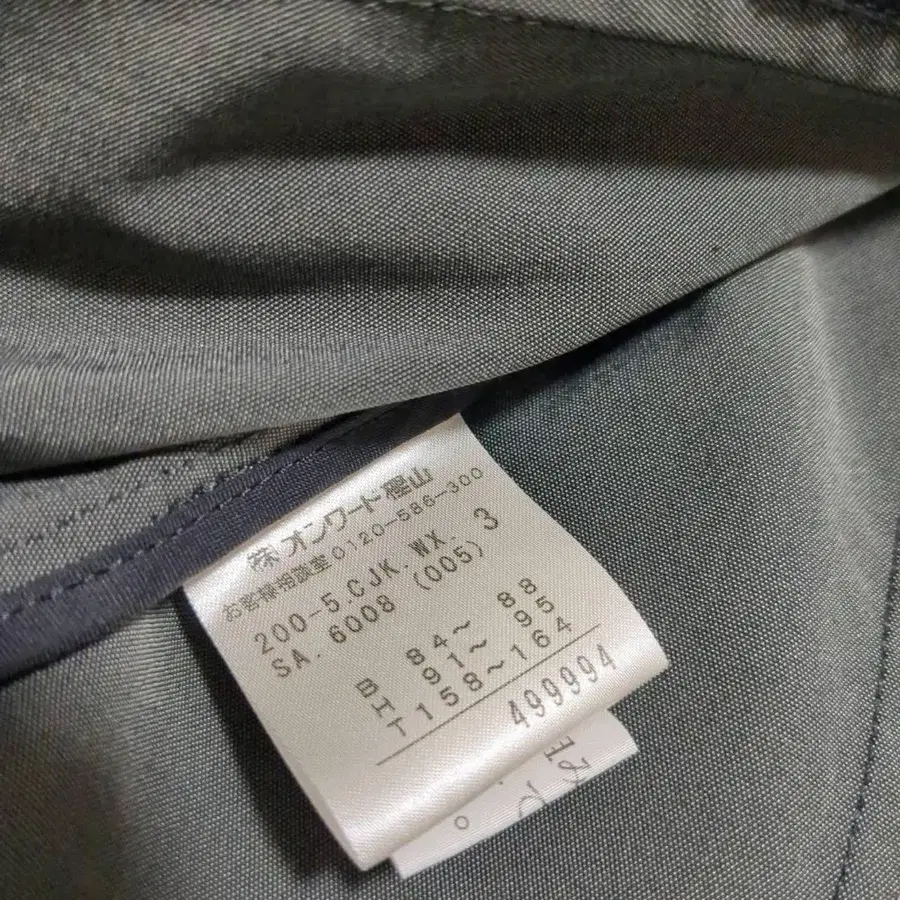 ㈱オンワード樫山
お客様相談室0120-586-300
200-5.CJK.WX. 3
SA.6008 (005)
B 84〜 88
H 91〜 95
T 158〜164
499994